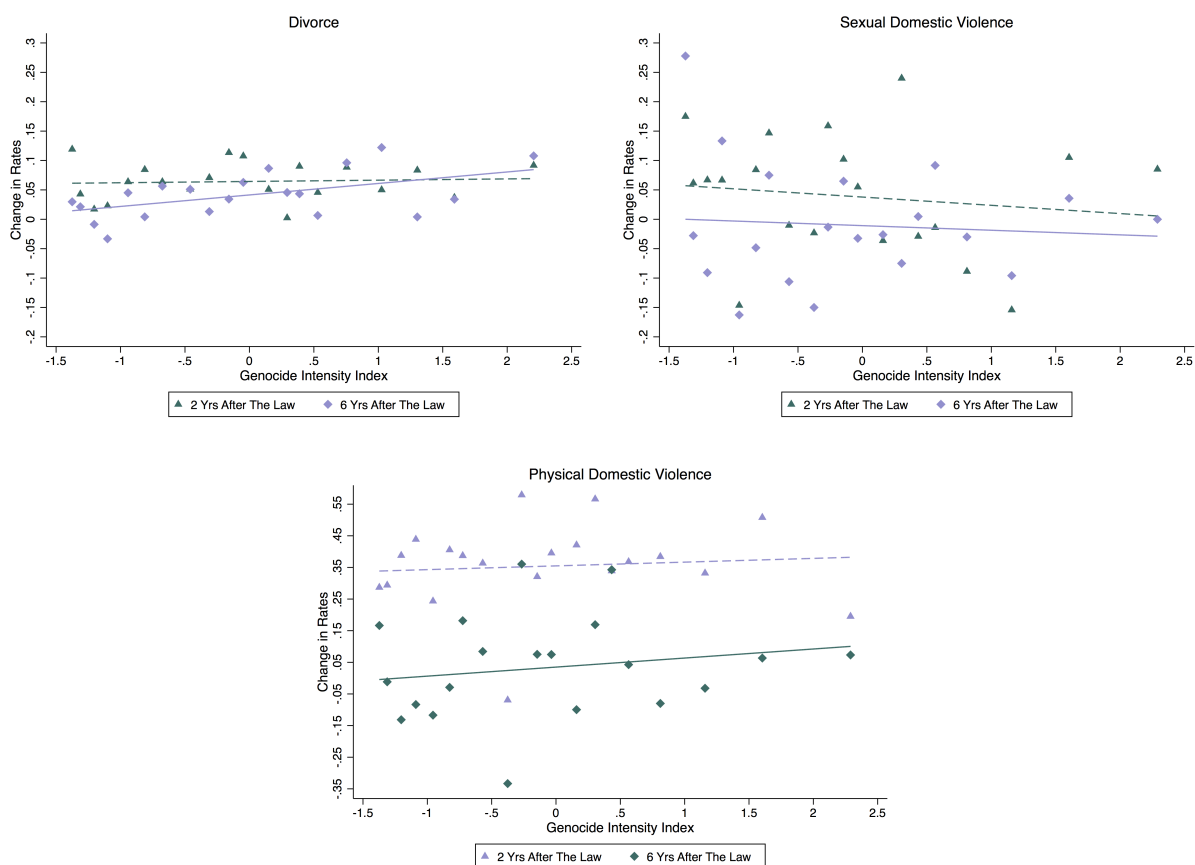 Divorce
Change in Rates
.3
.25
.2
.15
.1
.05
0
-.05
-.1
-.15
-.2
-1.5 -1 -.5 0 .5 1 1.5 2 2.5
Genocide Intensity Index
2 Yrs After The Law 6 Yrs After The Law
Sexual Domestic Violence
Change in Rates
.3
.25
.2
.15
.1
.05
0
-.05
-.1
-.15
-.2
-1.5 -1 -.5 0 .5 1 1.5 2 2.5
Genocide Intensity Index
2 Yrs After The Law 6 Yrs After The Law
Physical Domestic Violence
Change in Rates
.55
.45
.35
.25
.15
.05
-.05
-.15
-.25
-.35
-1.5 -1 -.5 0 .5 1 1.5 2 2.5
Genocide Intensity Index
2 Yrs After The Law 6 Yrs After The Law